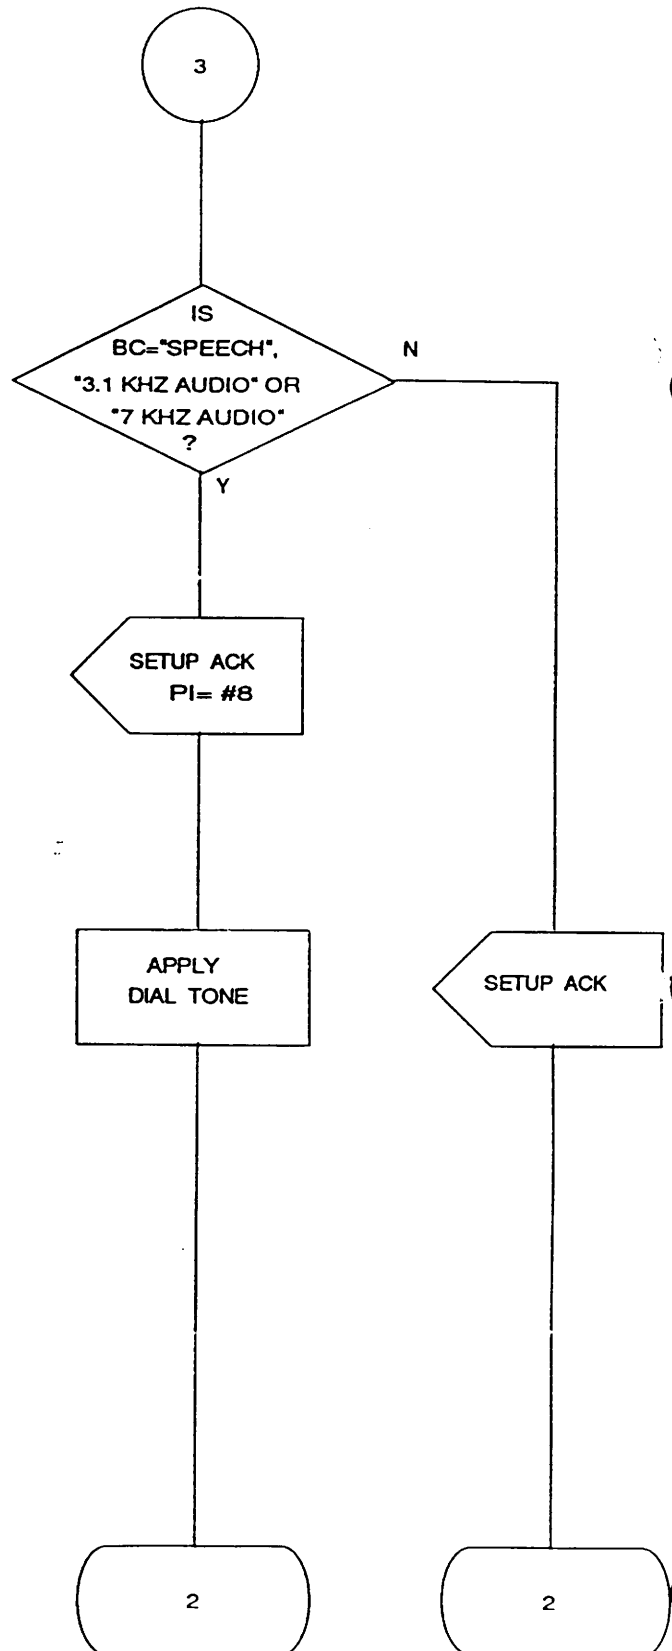 3
IS
BC="SPEECH",
"3.1 KHZ AUDIO" OR
"7 KHZ AUDIO"
?
N
Y
SETUP ACK
PI= #8
APPLY
DIAL TONE
SETUP ACK
2
2